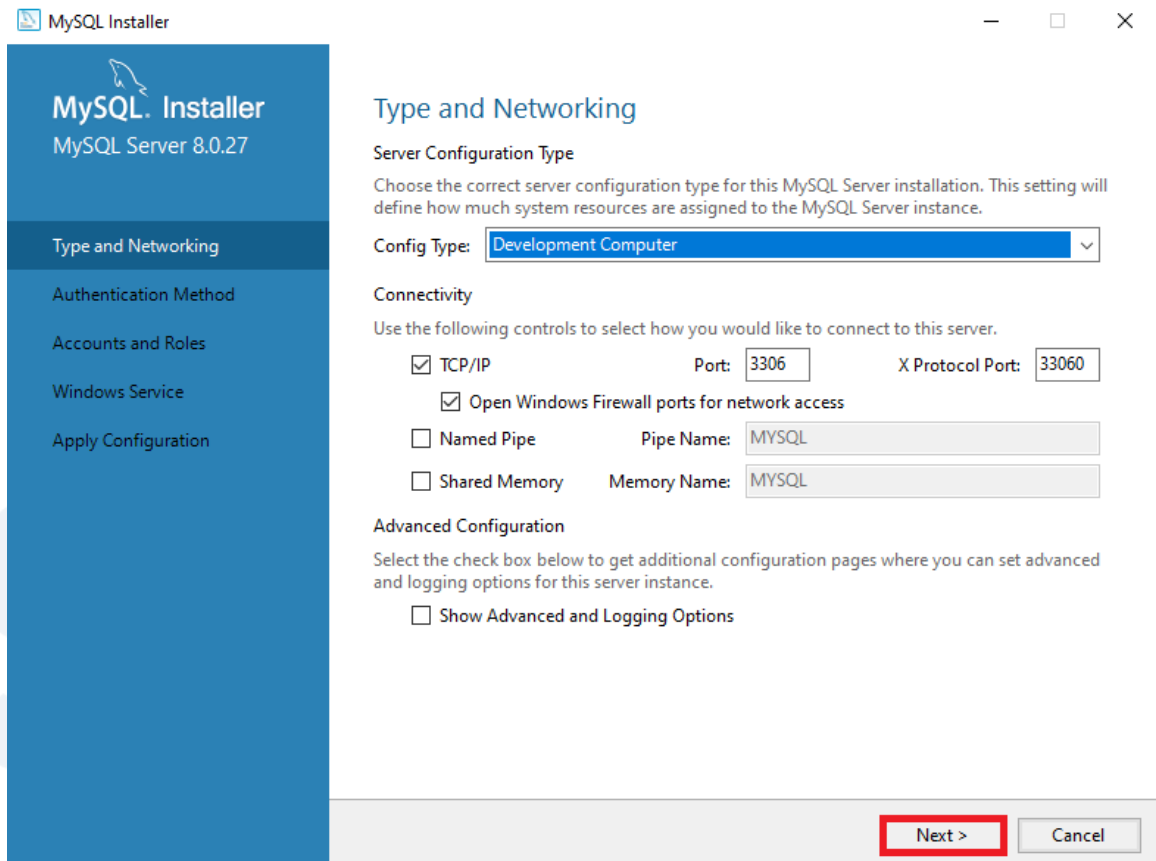 MySQL Installer
MySQL. Installer
MySQL Server 8.0.27
Type and Networking
Authentication Method
Accounts and Roles
Windows Service
Apply Configuration
Type and Networking
Server Configuration Type
Choose the correct server configuration type for this MySQL Server installation. This setting will
define how much system resources are assigned to the MySQL Server instance.
Config Type: Development Computer
Connectivity
Use the following controls to select how you would like to connect to this server.
TCP/IP Port: 3306 X Protocol Port: 33060
Open Windows Firewall ports for network access
Named Pipe Pipe Name: MYSQL
Shared Memory Memory Name: MYSQL
Advanced Configuration
Select the check box below to get additional configuration pages where you can set advanced
and logging options for this server instance.
Show Advanced and Logging Options
Next > Cancel